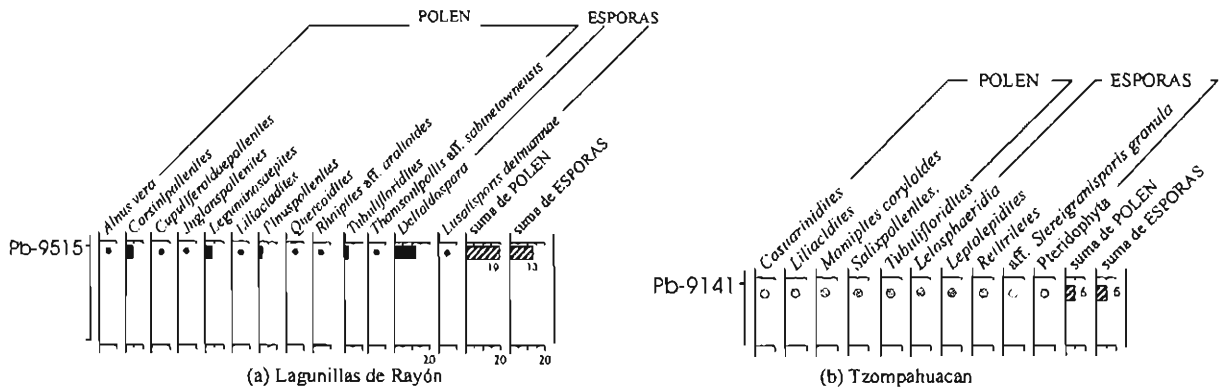 POLEN
ESPORAS
Alnus vera
Corsinipollenites
Cupuliferoiduepollenites
Juglanspollenites
Leguminosuepites
Liliacidites
Pinuspollenites
Quercoidites
Rhoipites aff. aralioides
Tubulifloridites
Thomsonipollis aff. sabinetownensis
Deltoidospora
Lusatisporis dettmannae
suma de POLEN
suma de ESPORAS
Pb-9515
19
13
20
20
20
(a) Lagunillas de Rayón
POLEN
ESPORAS
Casuarinidites
Liliacidites
Momipites coryloides
Salixpollenites.
Tubulifloridites
Leiosphaeridia
Leptolepidites
Retitriletes
aff. Stereigranisporis granula
Pteridophyta
suma de POLEN
suma de ESPORAS
Pb-9141
6
6
(b) Tzompahuacan